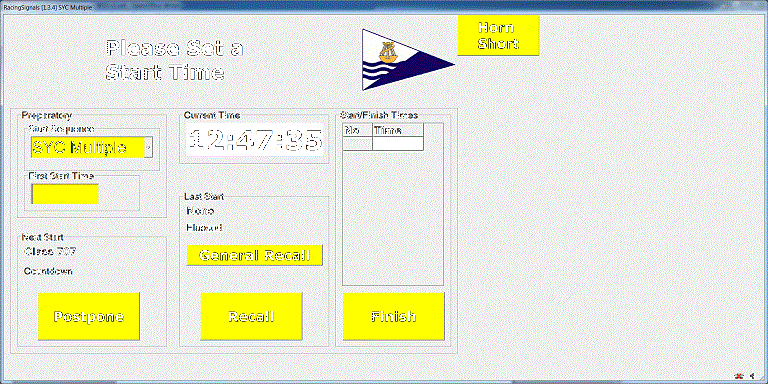 RacingSignals [1.3.4] SYC Multiple
Horn
Short
Please Set a
Start Time
Preparatory
Start Sequence
SYC Multiple
First Start Time
Current Time
12:47:35
Start/Finish Times
No Time
Last Start
None
Elapsed
General Recall
Next Start
Class 707
Countdown
Postpone
Recall
Finish